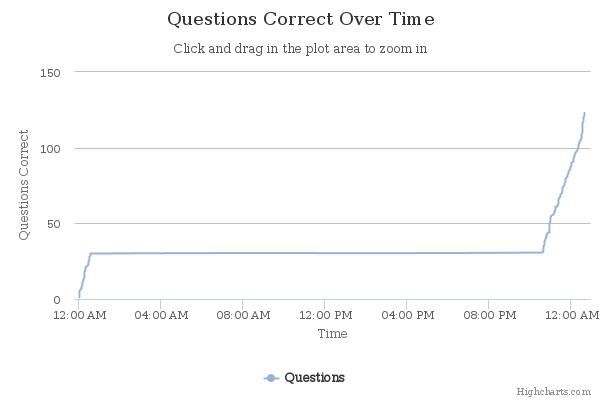 Questions Correct Over Time
Click and drag in the plot area to zoom in
Questions Correct
150
100
50
0
12:00 AM 04:00 AM 08:00 AM 12:00 PM 04:00 PM 08:00 PM 12:00 AM
Time
Questions
Highcharts.com